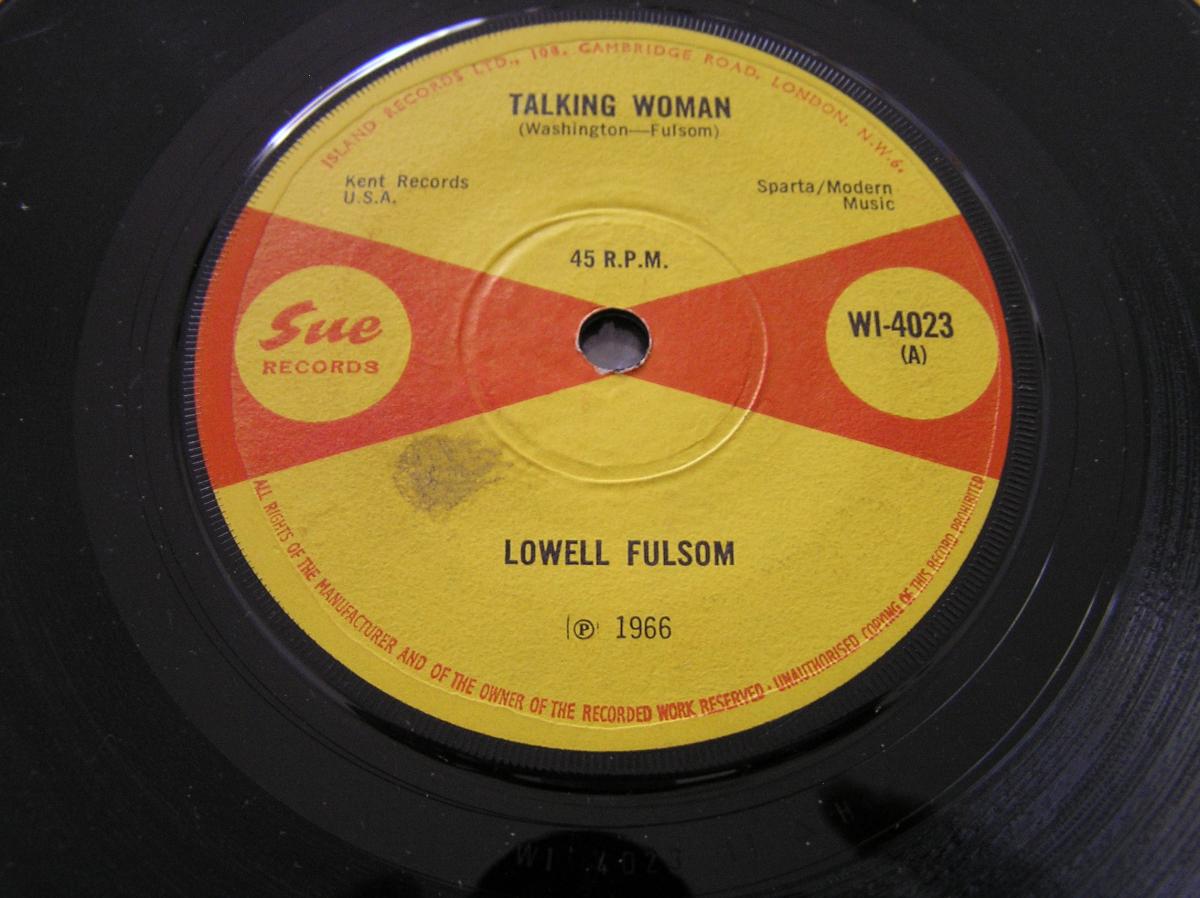 ISLAND RECORDS LTD., 108, CAMBRIDGE ROAD, LONDON, N.W.6.
TALKING WOMAN
(Washington—Fulsom)
Kent Records
U.S.A.
Sparta/Modern
Music
45 R.P.M.
Sue
RECORDS
WI-4023
(A)
LOWELL FULSOM
Ⓟ 1966
ALL RIGHTS OF THE MANUFACTURER AND OF THE OWNER OF THE RECORDED WORK RESERVED · UNAUTHORISED COPYING OF THIS RECORD PROHIBITED
WI 4023
H